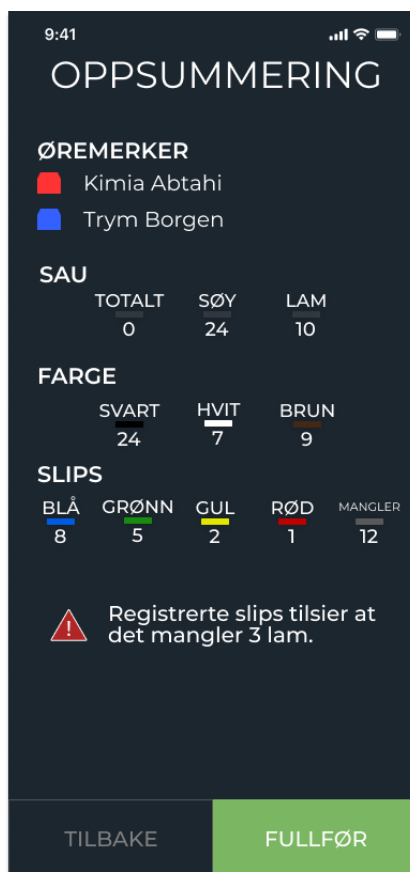 9:41
OPPSUMMERING
ØREMERKER
Kimia Abtahi
Trym Borgen
SAU
TOTALT SØY LAM
0 24 10
FARGE
SVART HVIT BRUN
24 7 9
SLIPS
BLÅ GRØNN GUL RØD MANGLER
8 5 2 1 12
Registrerte slips tilsier at
det mangler 3 lam.
TILBAKE FULLFØR